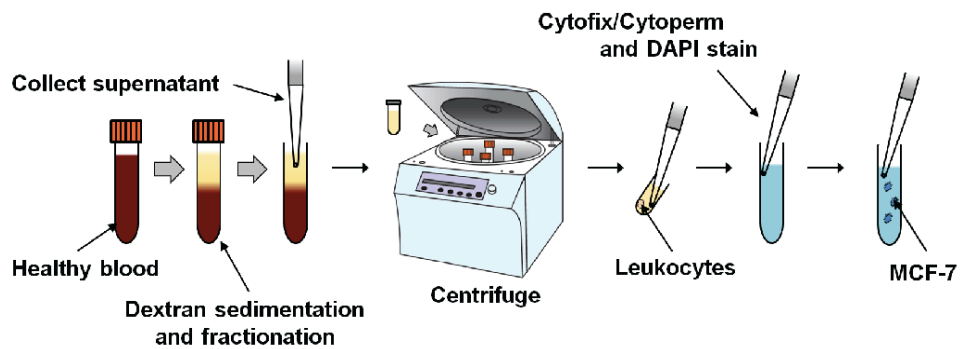 Collect supernatant
Healthy blood
Dextran sedimentation
and fractionation
Centrifuge
Leukocytes
Cytofix/Cytoperm
and DAPI stain
MCF-7